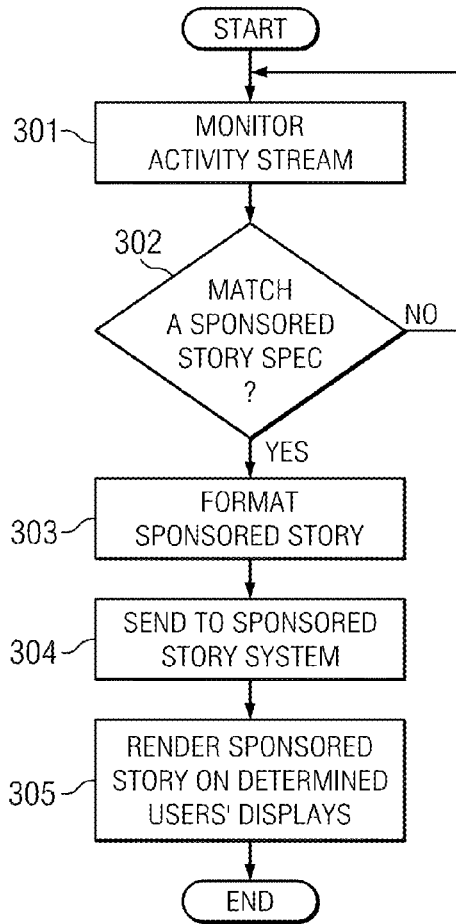 START
301
MONITOR
ACTIVITY STREAM
302
MATCH
A SPONSORED
STORY SPEC
?
NO
YES
303
FORMAT
SPONSORED STORY
304
SEND TO SPONSORED
STORY SYSTEM
305
RENDER SPONSORED
STORY ON DETERMINED
USERS' DISPLAYS
END